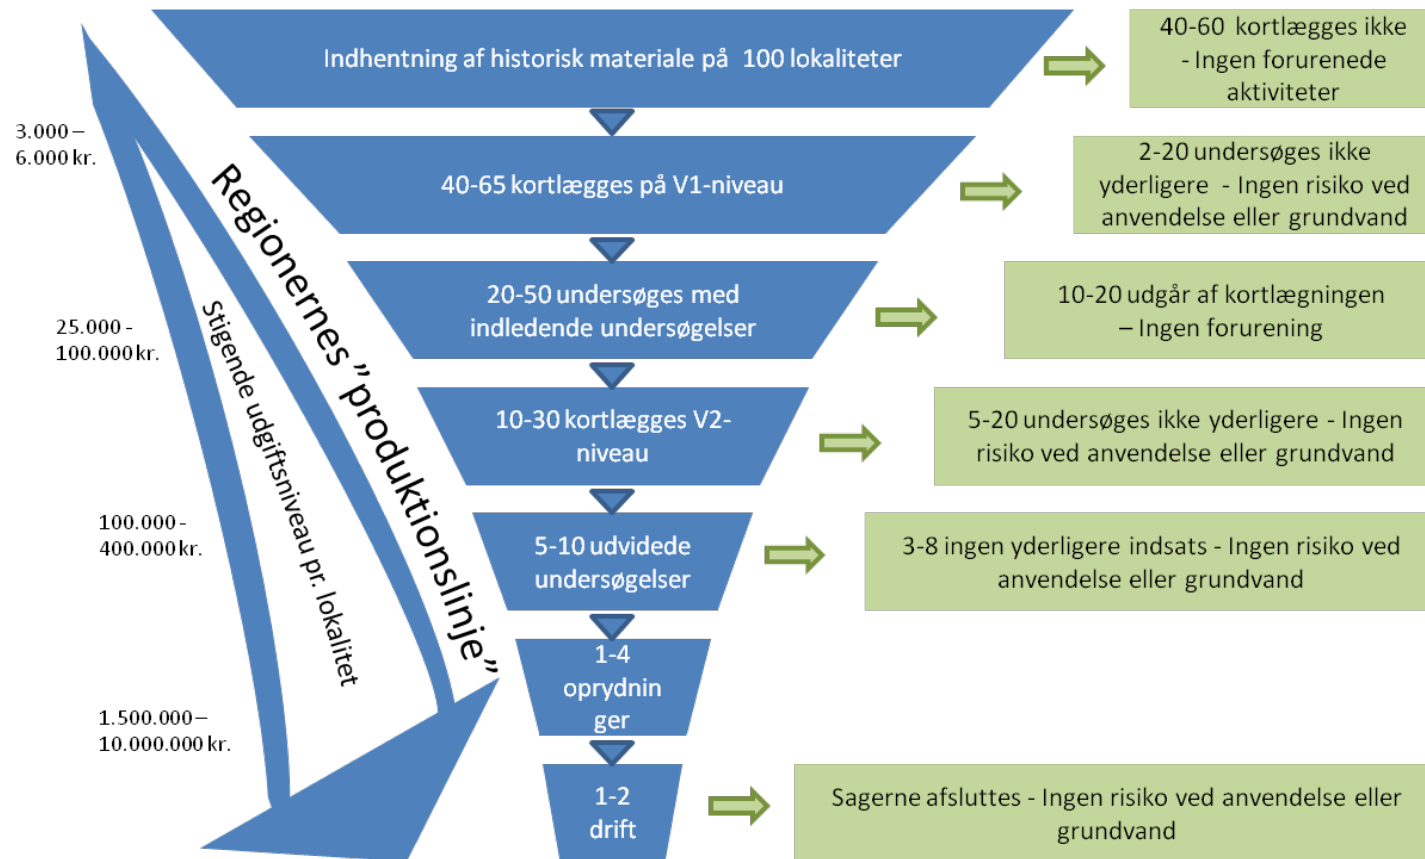 Indhentning af historisk materiale på 100 lokaliteter
40-60 kortlægges ikke
- Ingen forurenede
aktiviteter
3.000 –
6.000 kr.
40-65 kortlægges på V1-niveau
2-20 undersøges ikke
yderligere - Ingen risiko ved
anvendelse eller grundvand
Regionernes ”produktionslinje”
Stigende udgiftsniveau pr. lokalitet
20-50 undersøges med
indledende undersøgelser
10-20 udgår af kortlægningen
– Ingen forurening
25.000 -
100.000 kr.
10-30 kortlægges V2-
niveau
5-20 undersøges ikke yderligere - Ingen
risiko ved anvendelse eller grundvand
100.000 -
400.000 kr.
5-10 udvidede
undersøgelser
3-8 ingen yderligere indsats - Ingen risiko ved
anvendelse eller grundvand
1-4
oprydnin
ger
1.500.000 –
10.000.000 kr.
1-2
drift
Sagerne afsluttes - Ingen risiko ved anvendelse eller
grundvand